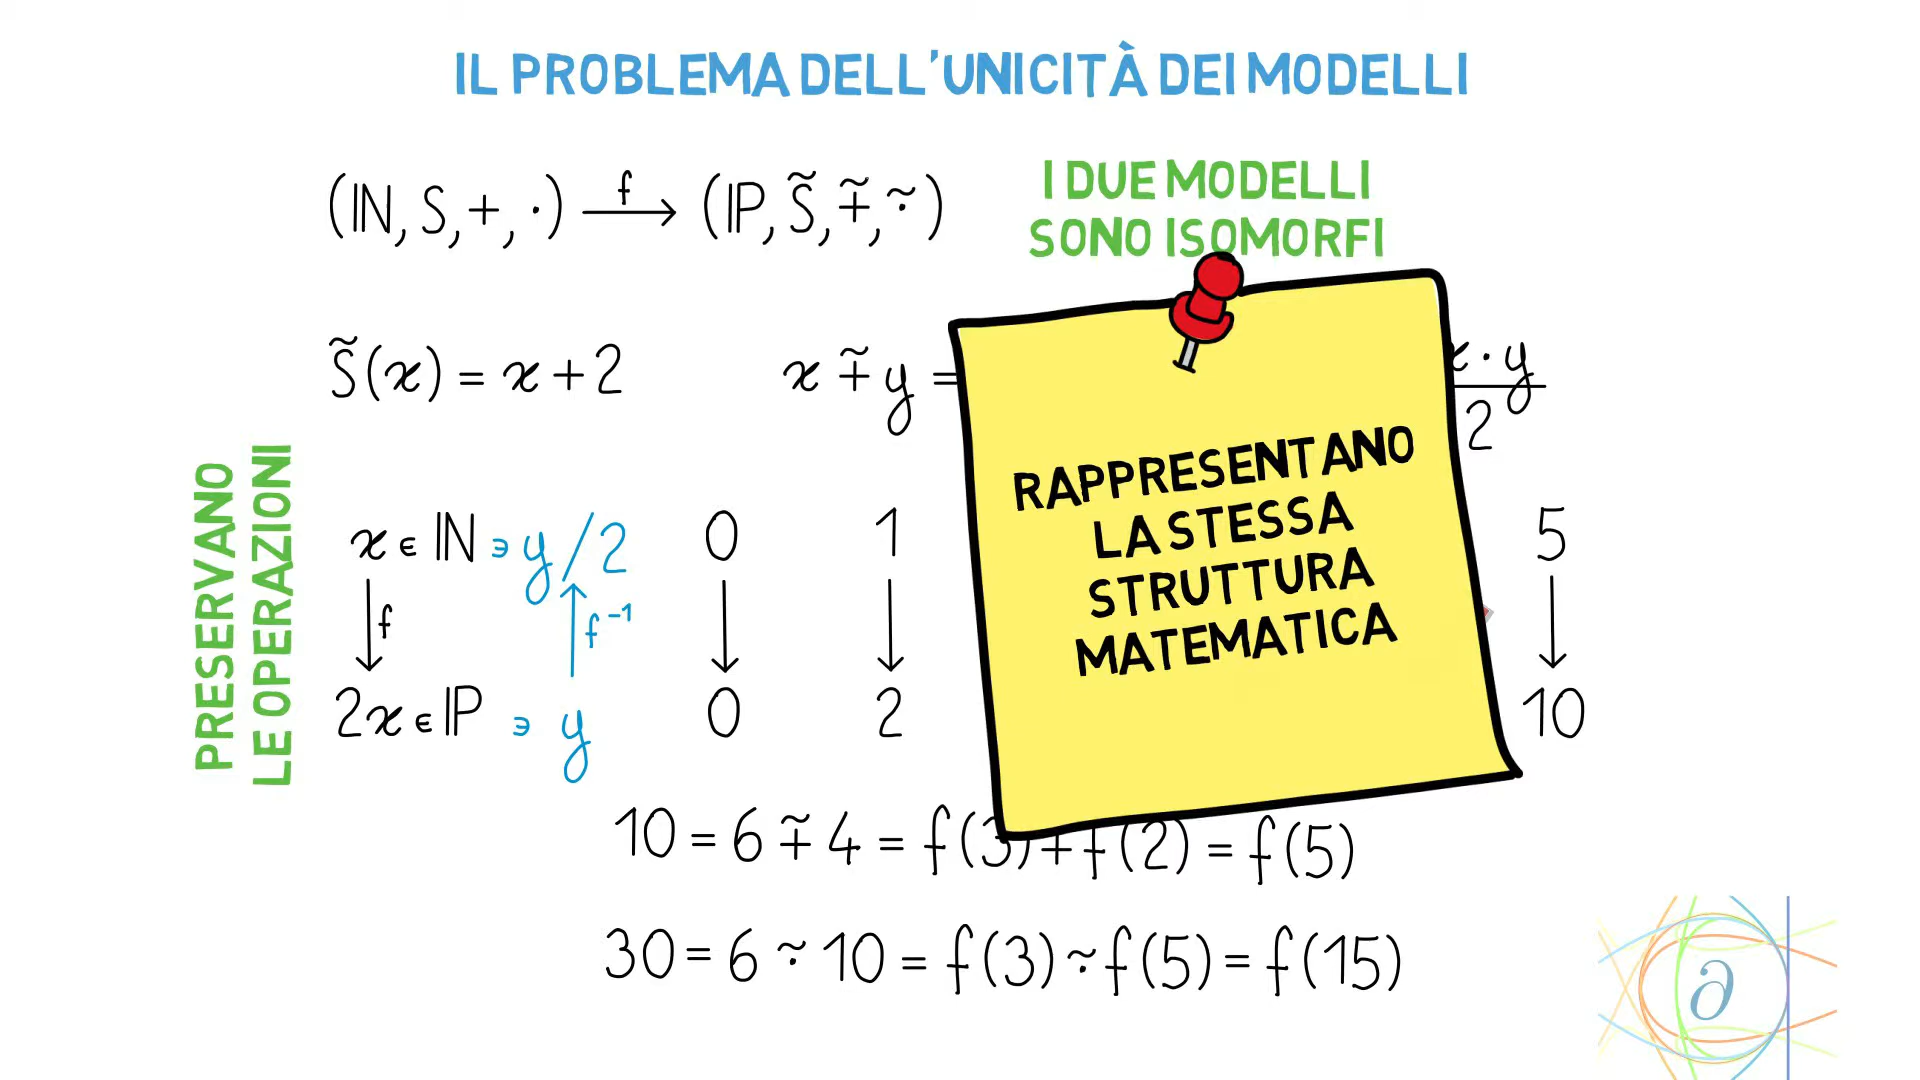 IL PROBLEMA DELL'UNICITÀ DEI MODELLI
(ℕ, S, +, ·) f→ (ℙ, S̃, +̃, ·̃)
I DUE MODELLI
SONO ISOMORFI
S̃(x) = x + 2
x +̃ y =
x · y
2
RAPPRESENTANO
LA STESSA
STRUTTURA
MATEMATICA
PRESERVANO
LE OPERAZIONI
x ∈ ℕ ∋ y/2 0 1 5
f f⁻¹
2x ∈ ℙ ∋ y 0 2 10
10 = 6 +̃ 4 = f(3) + f(2) = f(5)
30 = 6 ·̃ 10 = f(3) ·̃ f(5) = f(15)
∂